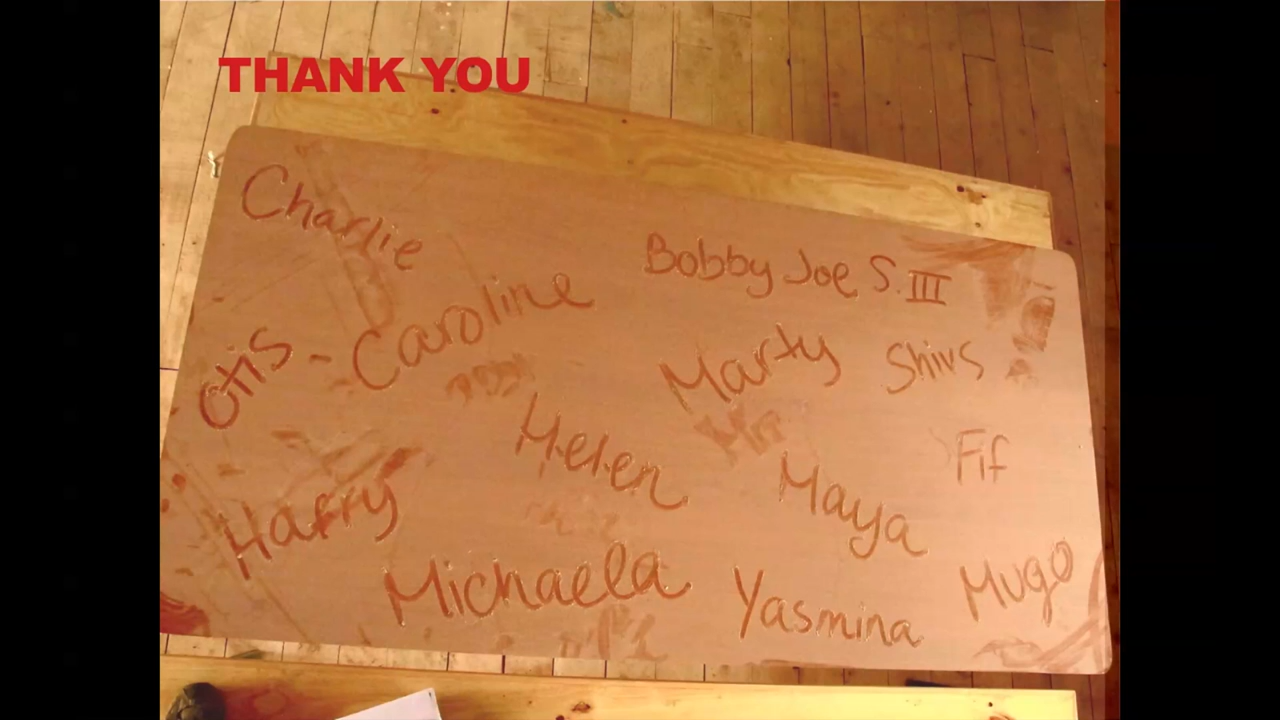 THANK YOU
Charlie
Bobby Joe S. III
Otis - Caroline
Marty
Shivs
Helen
Fif
Harry
Maya
Michaela
Yasmina
Mugo